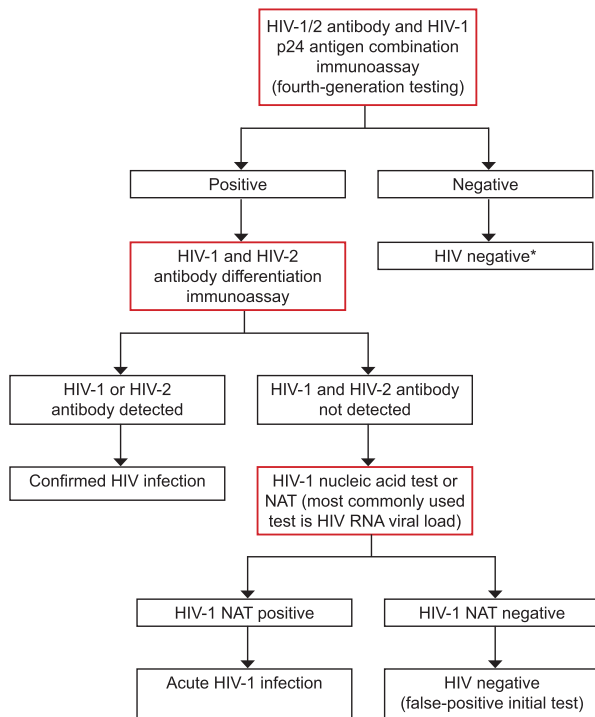 HIV-1/2 antibody and HIV-1
p24 antigen combination
immunoassay
(fourth-generation testing)
Positive
Negative
HIV-1 and HIV-2
antibody differentiation
immunoassay
HIV negative*
HIV-1 or HIV-2
antibody detected
HIV-1 and HIV-2 antibody
not detected
Confirmed HIV infection
HIV-1 nucleic acid test or
NAT (most commonly used
test is HIV RNA viral load)
HIV-1 NAT positive
HIV-1 NAT negative
Acute HIV-1 infection
HIV negative
(false-positive initial test)